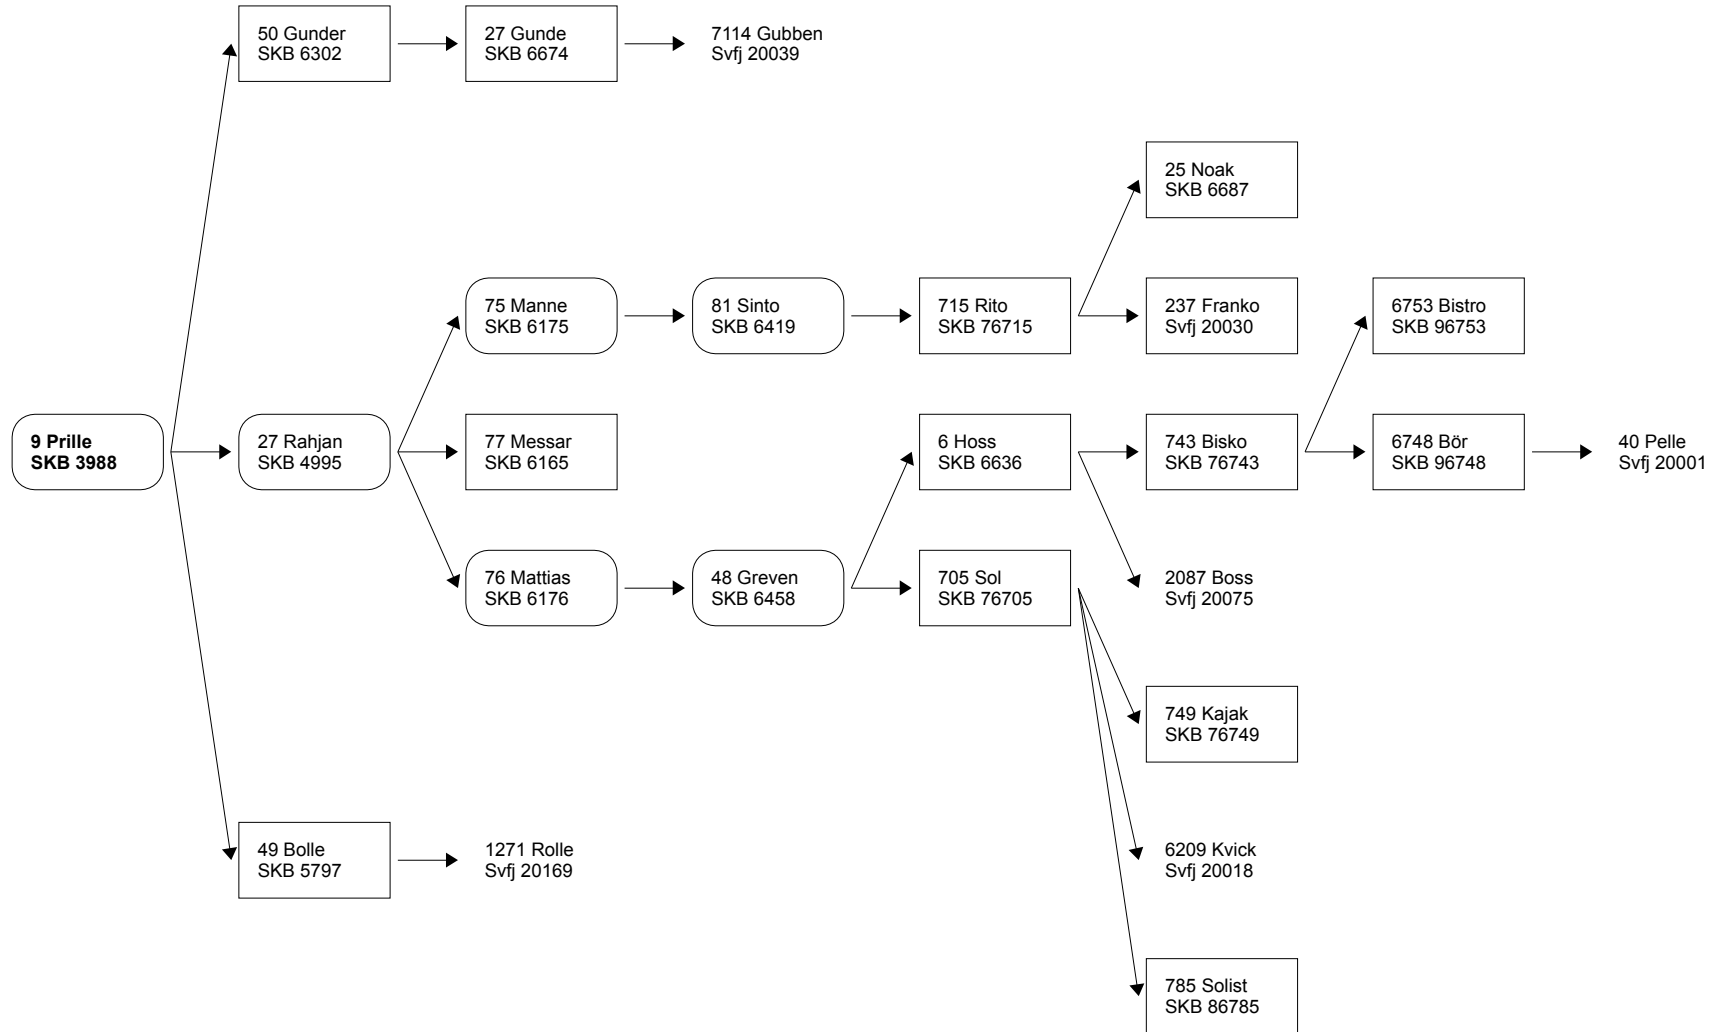 50 Gunder
SKB 6302
27 Gunde
SKB 6674
7114 Gubben
Svfj 20039
25 Noak
SKB 6687
75 Manne
SKB 6175
81 Sinto
SKB 6419
715 Rito
SKB 76715
237 Franko
Svfj 20030
6753 Bistro
SKB 96753
9 Prille
SKB 3988
27 Rahjan
SKB 4995
77 Messar
SKB 6165
6 Hoss
SKB 6636
743 Bisko
SKB 76743
6748 Bör
SKB 96748
40 Pelle
Svfj 20001
76 Mattias
SKB 6176
48 Greven
SKB 6458
705 Sol
SKB 76705
2087 Boss
Svfj 20075
749 Kajak
SKB 76749
49 Bolle
SKB 5797
1271 Rolle
Svfj 20169
6209 Kvick
Svfj 20018
785 Solist
SKB 86785